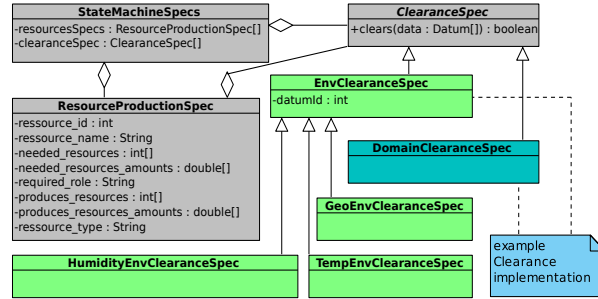 StateMachineSpecs
-resourcesSpecs : ResourceProductionSpec[]
-clearanceSpec : ClearanceSpec[]
ClearanceSpec
+clears(data : Datum[]) : boolean
EnvClearanceSpec
-datumId : int
ResourceProductionSpec
-ressource_id : int
-ressource_name : String
-needed_resources : int[]
-needed_resources_amounts : double[]
-required_role : String
-produces_resources : int[]
-produces_resources_amounts : double[]
-ressource_type : String
DomainClearanceSpec
GeoEnvClearanceSpec
HumidityEnvClearanceSpec
TempEnvClearanceSpec
example
Clearance
implementation